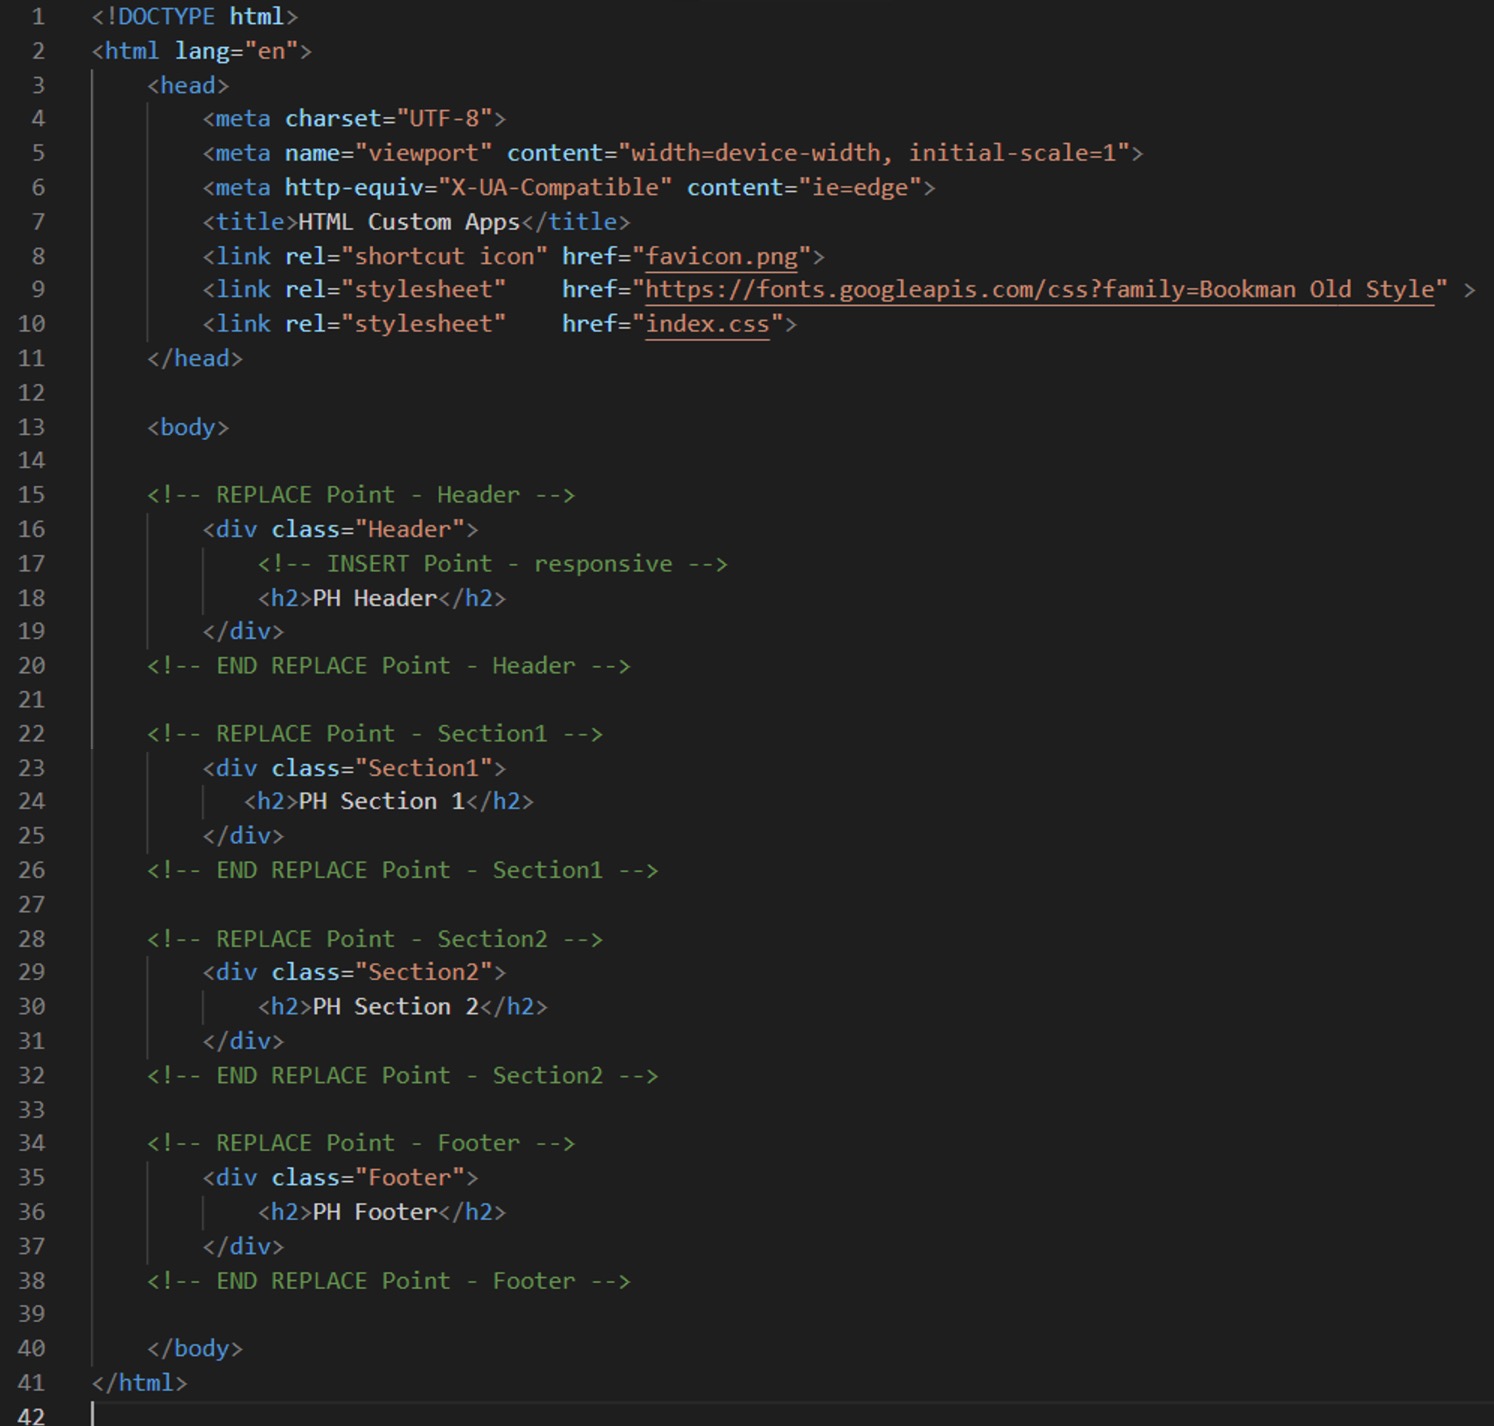 1 <!DOCTYPE html>
2 <html lang="en">
3     <head>
4         <meta charset="UTF-8">
5         <meta name="viewport" content="width=device-width, initial-scale=1">
6         <meta http-equiv="X-UA-Compatible" content="ie=edge">
7         <title>HTML Custom Apps</title>
8         <link rel="shortcut icon" href="favicon.png">
9         <link rel="stylesheet"    href="https://fonts.googleapis.com/css?family=Bookman Old Style" >
10         <link rel="stylesheet"    href="index.css">
11     </head>
12
13     <body>
14
15     <!-- REPLACE Point - Header -->
16         <div class="Header">
17             <!-- INSERT Point - responsive -->
18             <h2>PH Header</h2>
19         </div>
20     <!-- END REPLACE Point - Header -->
21
22     <!-- REPLACE Point - Section1 -->
23         <div class="Section1">
24            <h2>PH Section 1</h2>
25         </div>
26     <!-- END REPLACE Point - Section1 -->
27
28     <!-- REPLACE Point - Section2 -->
29         <div class="Section2">
30             <h2>PH Section 2</h2>
31         </div>
32     <!-- END REPLACE Point - Section2 -->
33
34     <!-- REPLACE Point - Footer -->
35         <div class="Footer">
36             <h2>PH Footer</h2>
37         </div>
38     <!-- END REPLACE Point - Footer -->
39
40     </body>
41 </html>
42